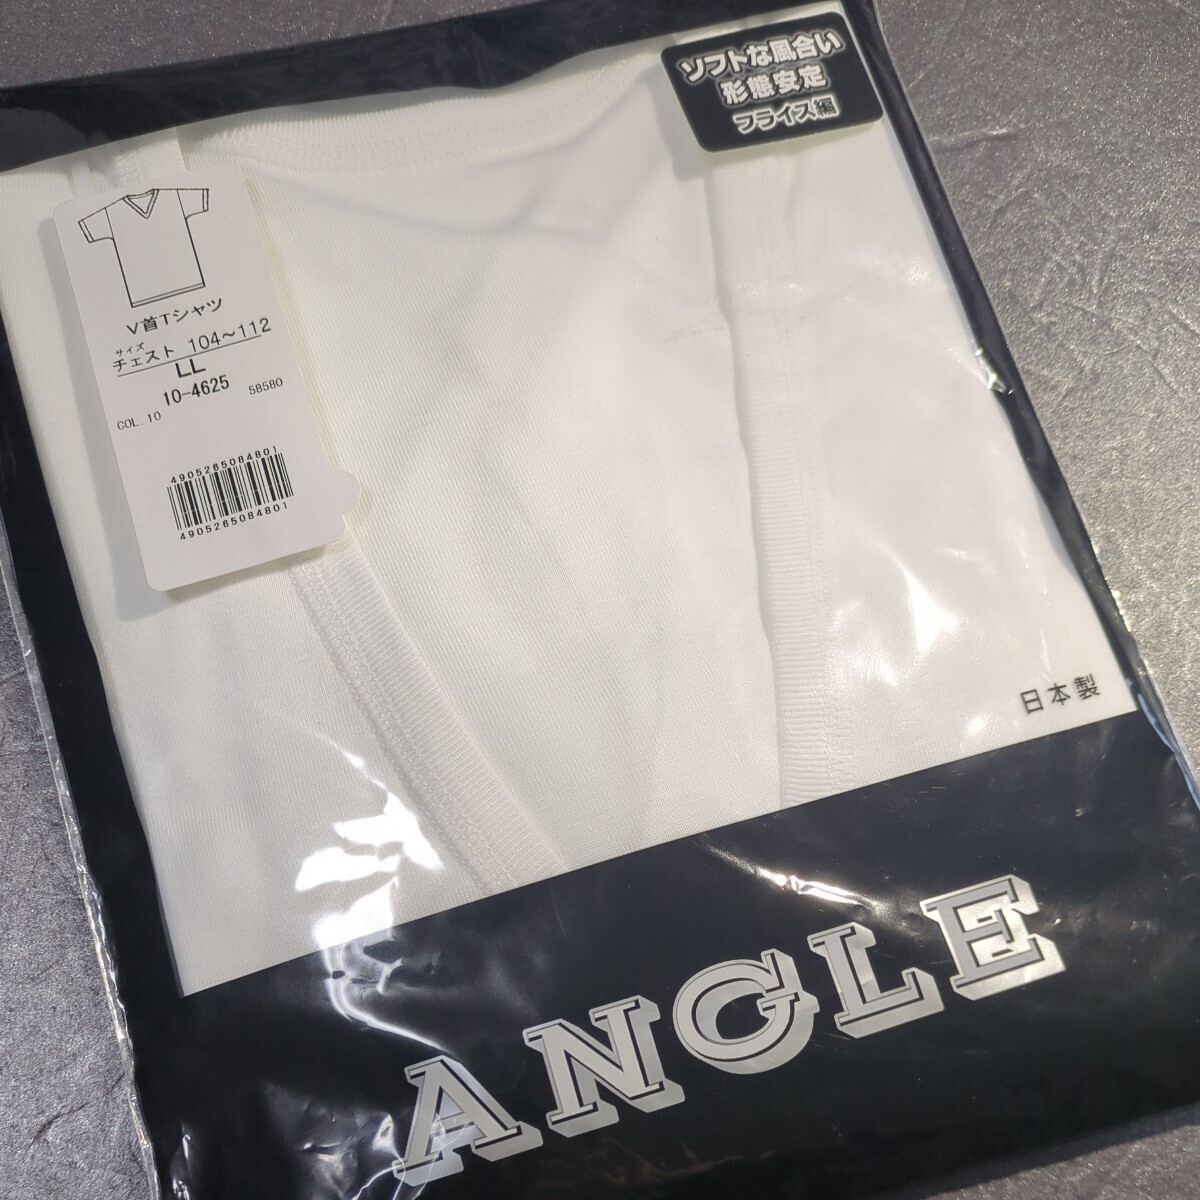 ソフトな風合い
形態安定
フライス編
V首Tシャツ
サイズ
チェスト 104～112
LL
10-4625 58580
COL. 10
4905265084801
4905265084801
日本製
ANGLE